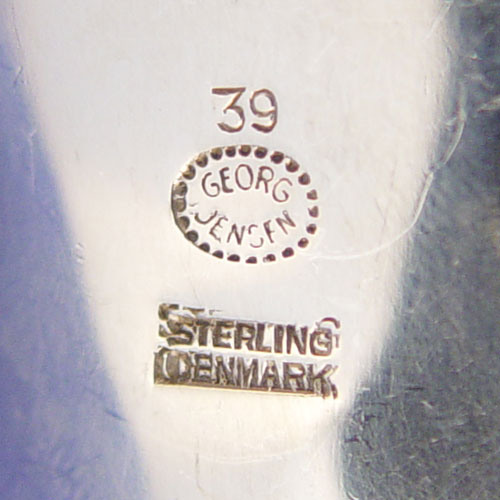 39
GEORG
JENSEN
STERLING
DENMARK